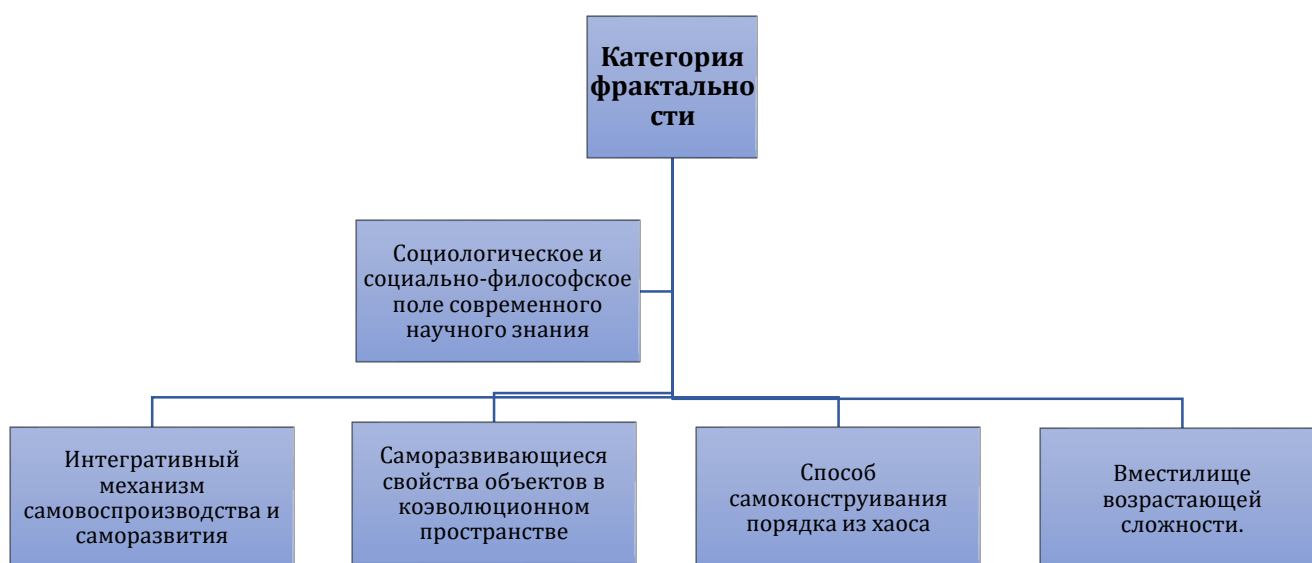 Категория
фрактально
сти
Социологическое и
социально-философское
поле современного
научного знания
Интегративный
механизм
самовоспроизводства и
саморазвития
Саморазвивающиеся
свойства объектов в
коэволюционном
пространстве
Способ
самоконструивания
порядка из хаоса
Вместилище
возрастающей
сложности.